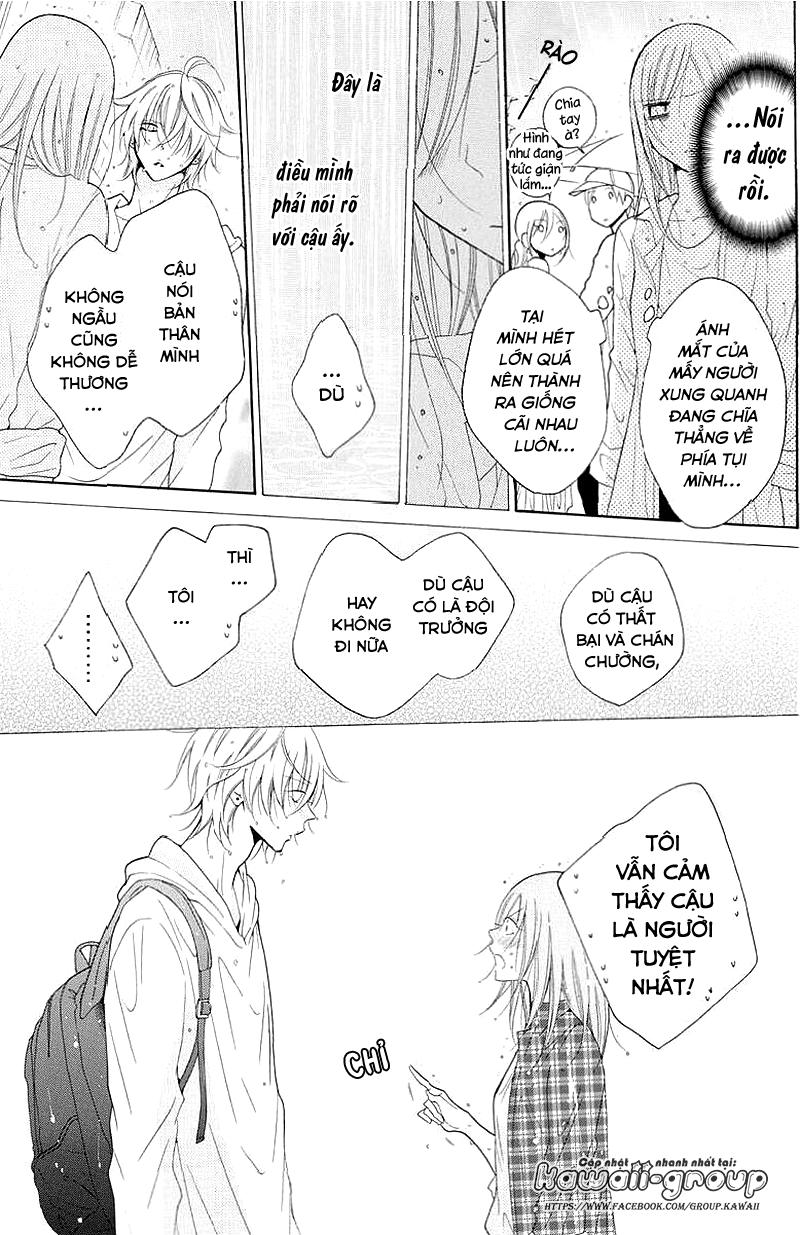 ...Nói
ra được
rồi.
RÀO
Chia
tay
à?
Hình
như đang
tức giận
lắm...
ÁNH
MẮT CỦA
MẤY NGƯỜI
XUNG QUANH
ĐANG CHĨA
THẲNG VỀ
PHÍA TỤI
MÌNH...
TẠI
MÌNH HÉT
LỚN QUÁ
NÊN THÀNH
RA GIỐNG
CÃI NHAU
LUÔN...
Đây là
điều mình
phải nói rõ
với cậu ấy.
...
DÙ
CẬU
NÓI
BẢN
THÂN
MÌNH
KHÔNG
NGẦU
CŨNG
KHÔNG DỄ
THƯƠNG
...
DÙ CẬU
CÓ THẤT
BẠI VÀ CHÁN
CHƯỜNG,
DÙ CẬU
CÓ LÀ ĐỘI
TRƯỞNG
HAY
KHÔNG
ĐI NỮA
THÌ
...
TÔI
...
........
TÔI
VẪN CẢM
THẤY CẬU
LÀ NGƯỜI
TUYỆT
NHẤT!
CHỈ
Cập nhật nhanh nhất tại:
Kawaii-group
HTTPS://WWW.FACEBOOK.COM/GROUP.KAWAII